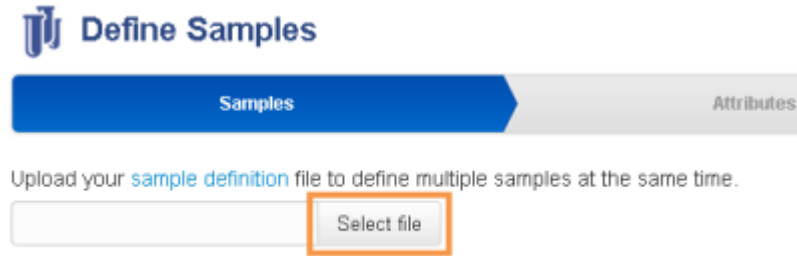 Define Samples
Samples
Attributes
Upload your sample definition file to define multiple samples at the same time.
Select file